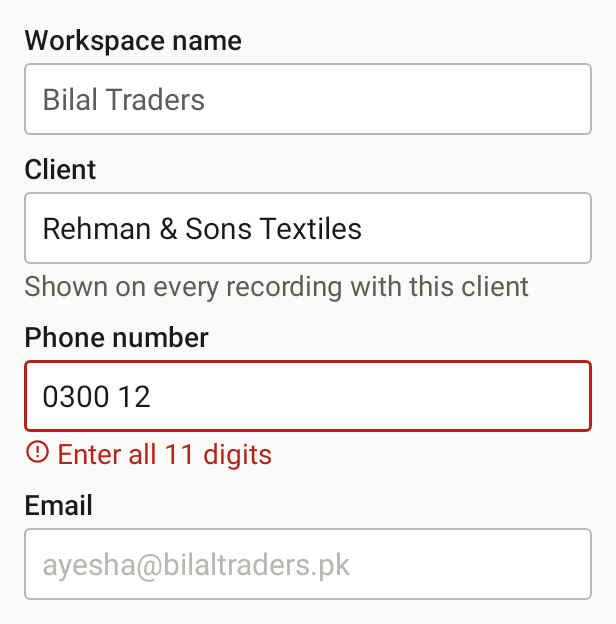 Workspace name
Bilal Traders
Client
Rehman & Sons Textiles
Shown on every recording with this client
Phone number
0300 12
Enter all 11 digits
Email
ayesha@bilaltraders.pk